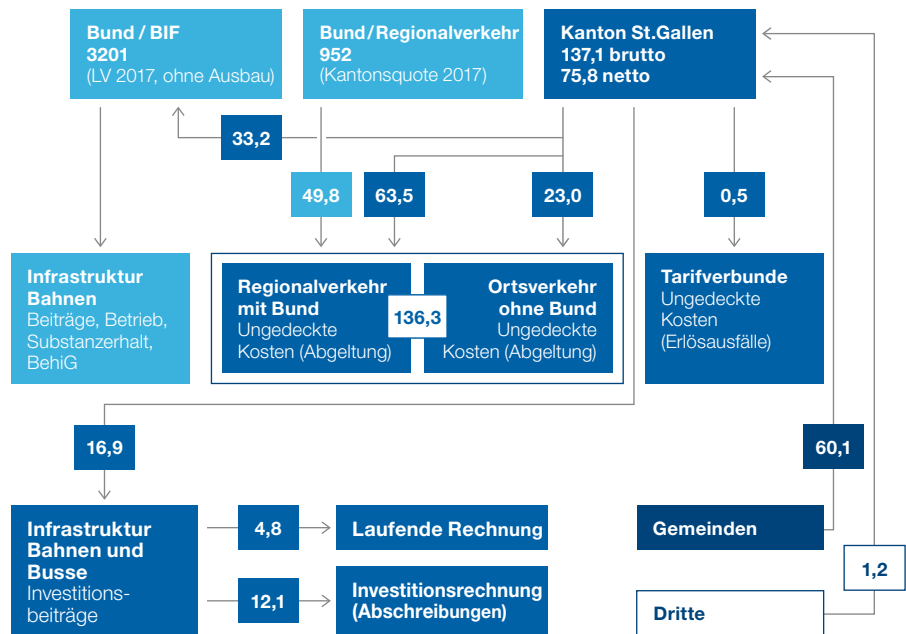 Bund / BIF
3201
(LV 2017, ohne Ausbau)
Bund/Regionalverkehr
952
(Kantonsquote 2017)
Kanton St.Gallen
137,1 brutto
75,8 netto
33,2
49,8
63,5
23,0
0,5
Infrastruktur
Bahnen
Beiträge, Betrieb,
Substanzerhalt,
BehiG
Regionalverkehr
mit Bund
Ungedeckte
Kosten (Abgeltung)
136,3
Ortsverkehr
ohne Bund
Ungedeckte
Kosten (Abgeltung)
Tarifverbunde
Ungedeckte
Kosten
(Erlösausfälle)
16,9
60,1
Infrastruktur
Bahnen und
Busse
Investitions-
beiträge
4,8
Laufende Rechnung
12,1
Investitionsrechnung
(Abschreibungen)
Gemeinden
1,2
Dritte